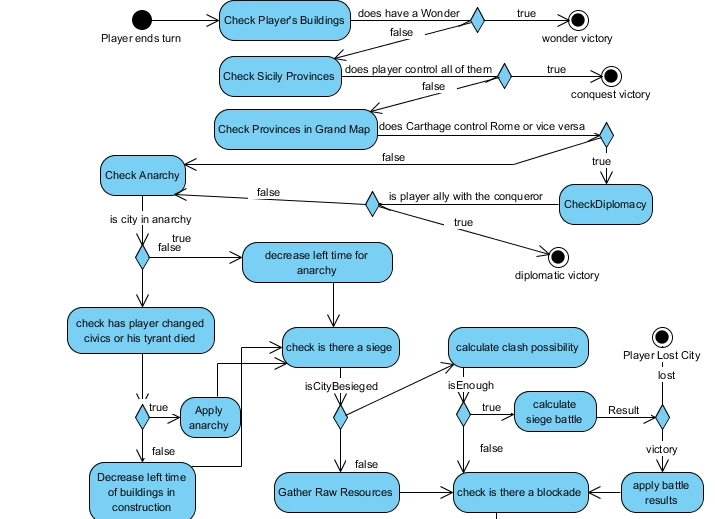 Check Player's Buildings
does have a Wonder
true
false
Player ends turn
wonder victory
Check Sicily Provinces
does player control all of them
true
false
conquest victory
Check Provinces in Grand Map
does Carthage control Rome or vice versa
false
true
Check Anarchy
false
is player ally with the conqueror
CheckDiplomacy
is city in anarchy
true
true
false
decrease left time for
anarchy
diplomatic victory
check has player changed
civics or his tyrant died
check is there a siege
calculate clash possibility
Player Lost City
isCityBesieged
isEnough
lost
true
Apply
anarchy
true
calculate
siege battle
Result
false
false
victory
false
Decrease left time
of buildings in
construction
Gather Raw Resources
check is there a blockade
apply battle
results